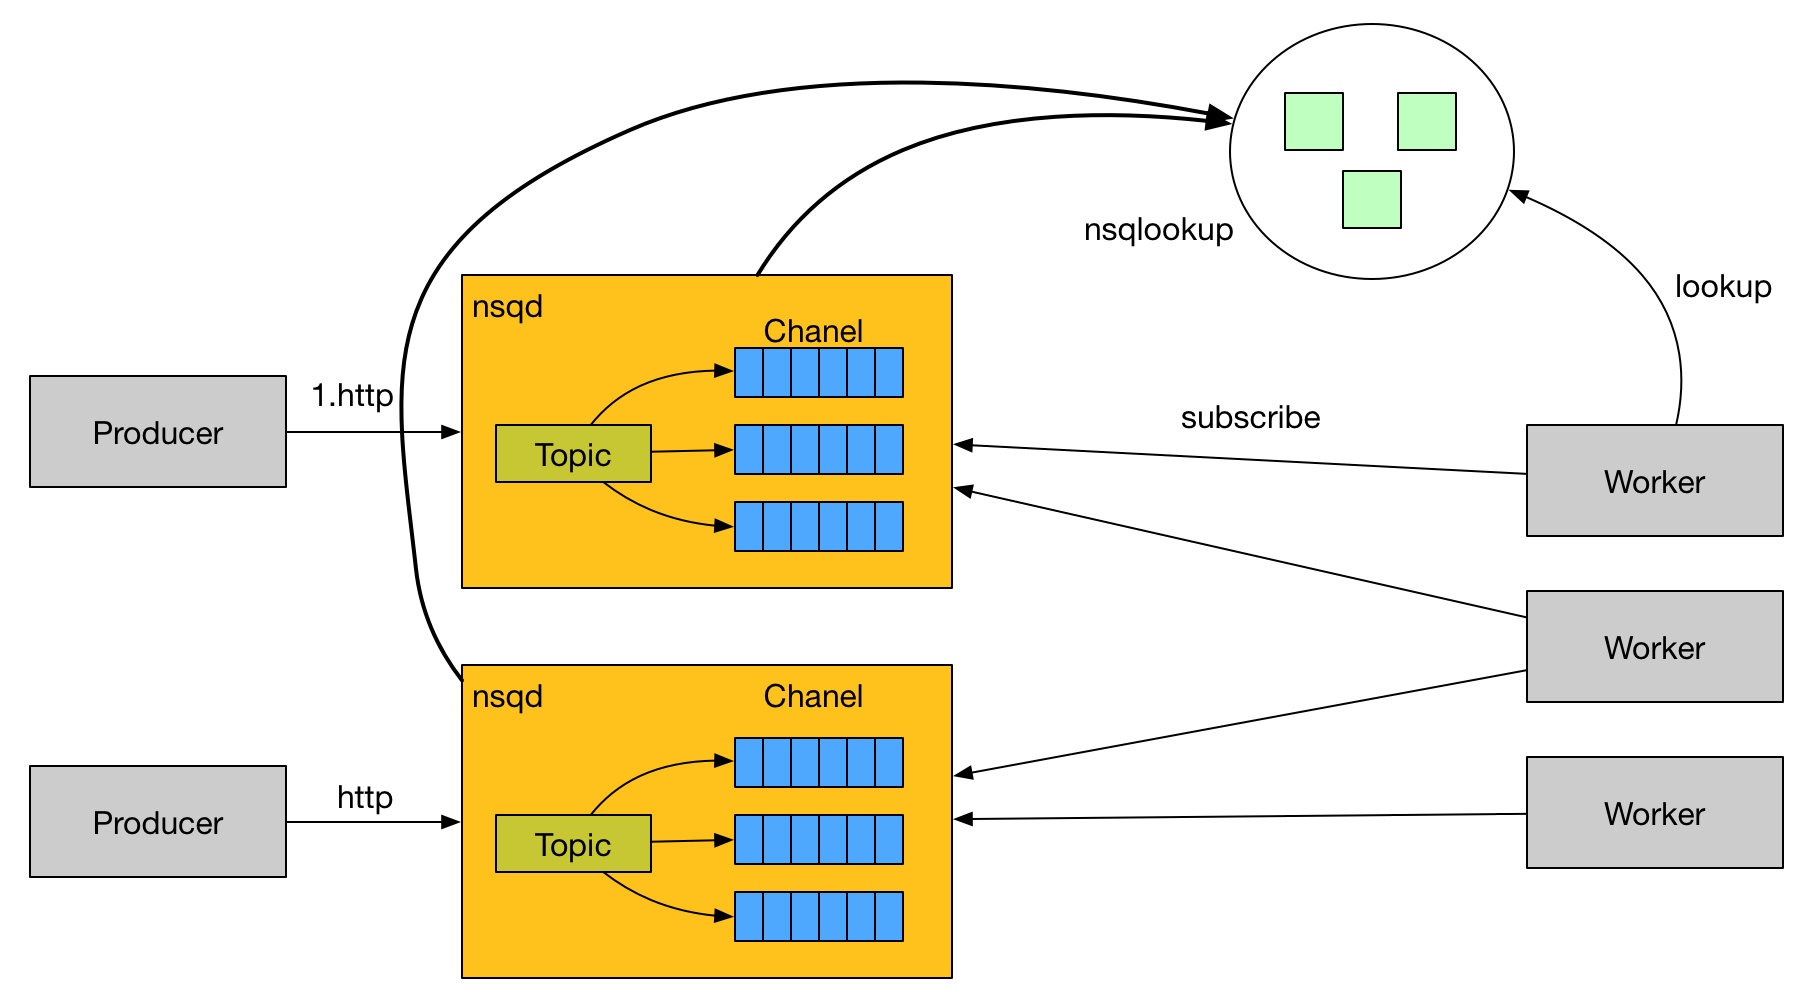 nsqlookup
lookup
nsqd
Chanel
1.http
Producer
Topic
subscribe
Worker
Worker
nsqd
Chanel
http
Producer
Topic
Worker